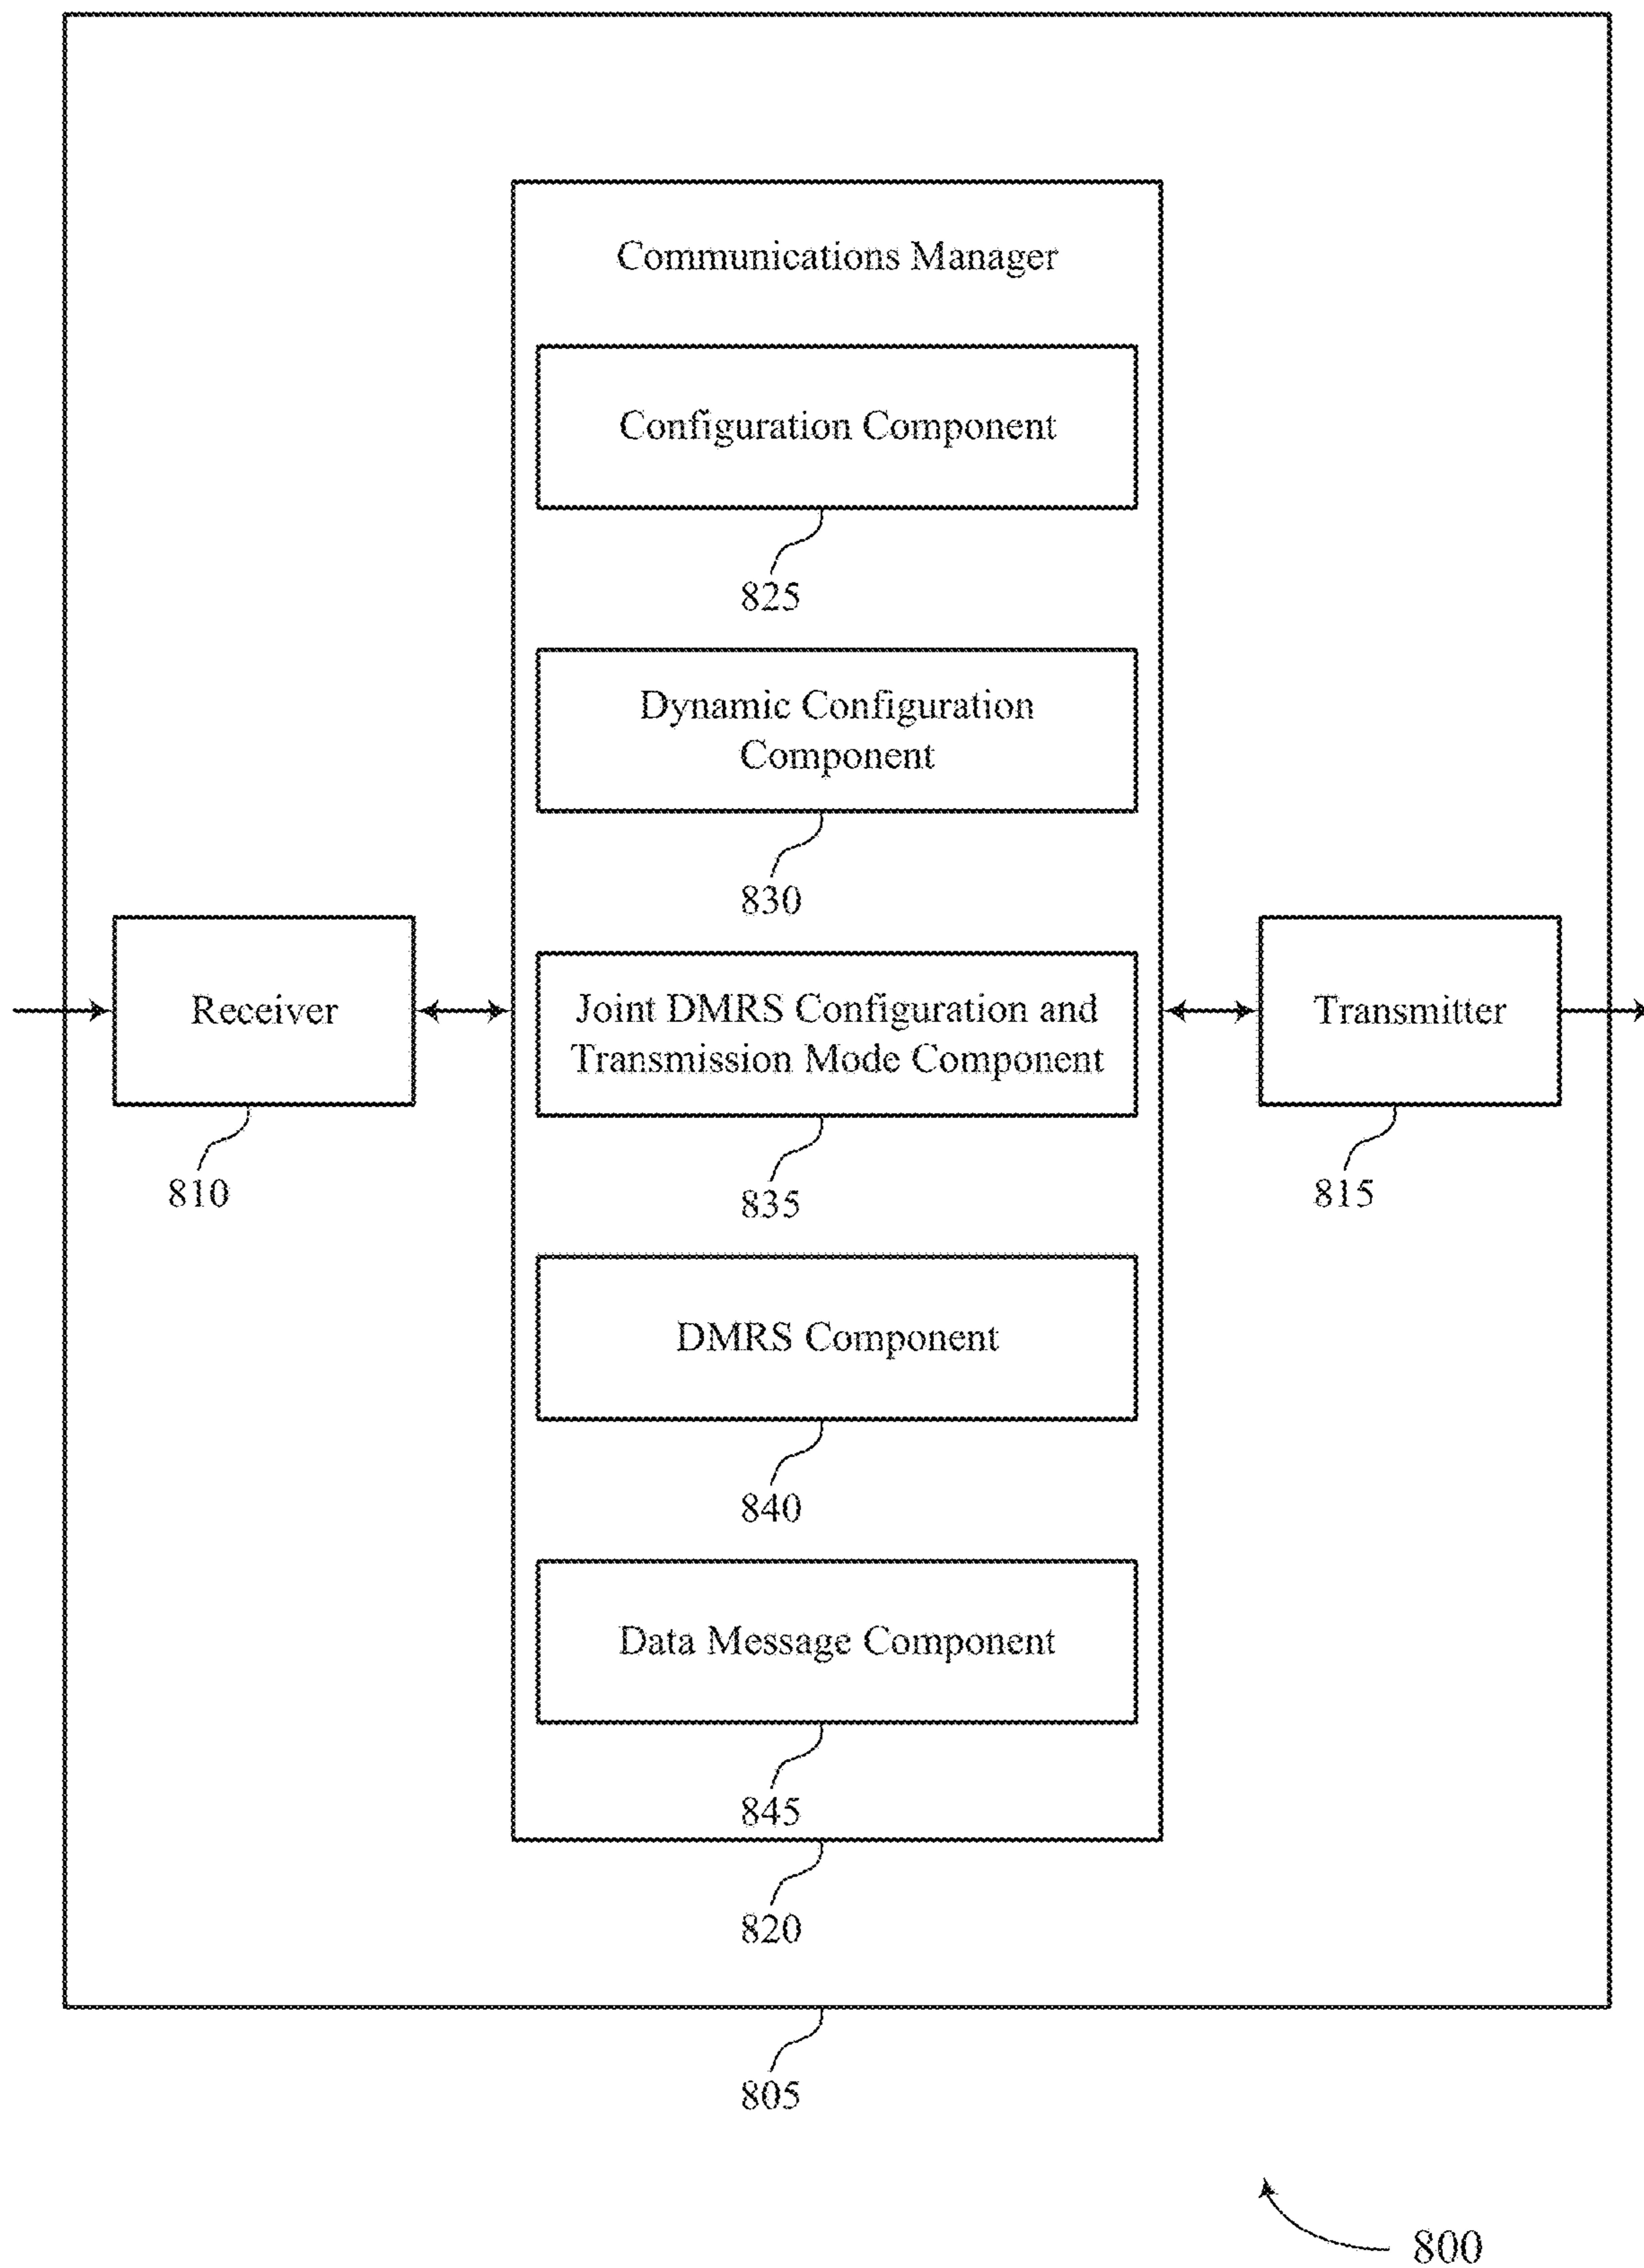 Communications Manager
Configuration Component
825
Dynamic Configuration
Component
830
Receiver
810
Joint DMRS Configuration and
Transmission Mode Component
835
Transmitter
815
DMRS Component
840
Data Message Component
845
820
805
800